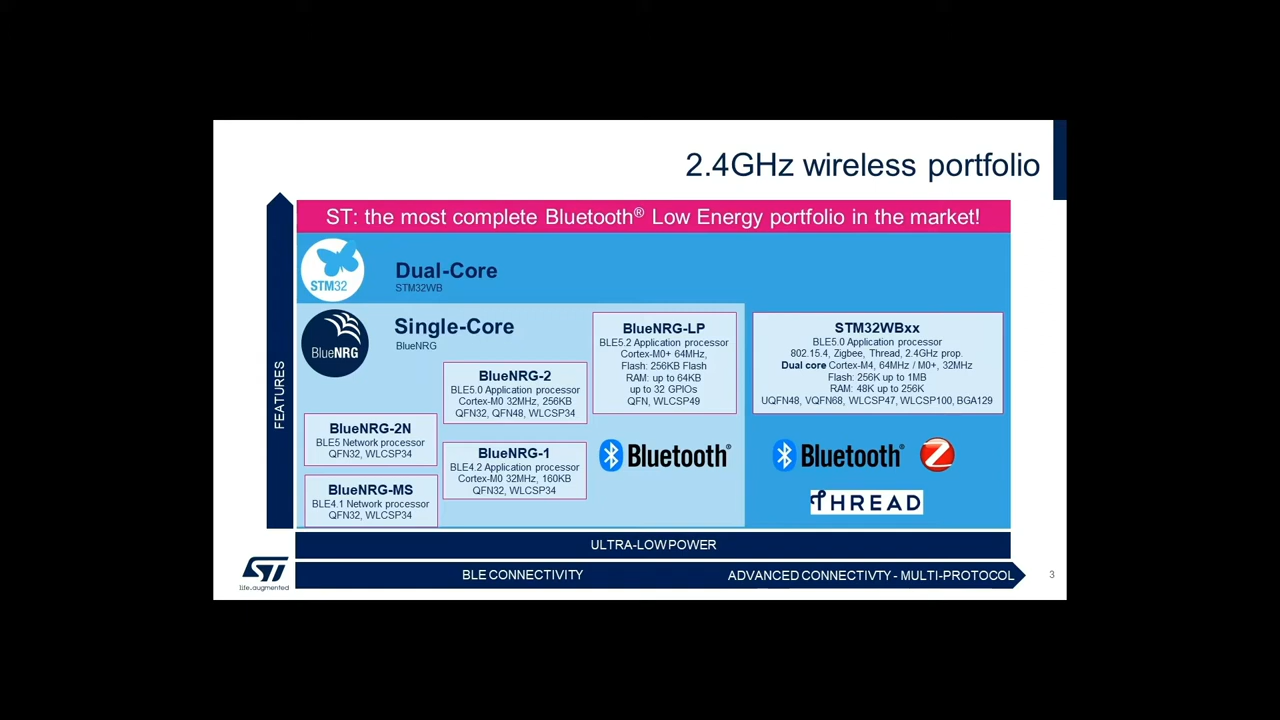 2.4GHz wireless portfolio
ST: the most complete Bluetooth® Low Energy portfolio in the market!
STM32
Dual-Core
STM32WB
BlueNRG
Single-Core
BlueNRG
FEATURES
BlueNRG-2N
BLE5 Network processor
QFN32, WLCSP34
BlueNRG-MS
BLE4.1 Network processor
QFN32, WLCSP34
BlueNRG-2
BLE5.0 Application processor
Cortex-M0 32MHz, 256KB
QFN32, QFN48, WLCSP34
BlueNRG-1
BLE4.2 Application processor
Cortex-M0 32MHz, 160KB
QFN32, WLCSP34
BlueNRG-LP
BLE5.2 Application processor
Cortex-M0+ 64MHz,
Flash: 256KB Flash
RAM: up to 64KB
up to 32 GPIOs
QFN, WLCSP49
Bluetooth®
STM32WBxx
BLE5.0 Application processor
802.15.4, Zigbee, Thread, 2.4GHz prop.
Dual core Cortex-M4, 64MHz / M0+, 32MHz
Flash: 256K up to 1MB
RAM: 48K up to 256K
UQFN48, VQFN68, WLCSP47, WLCSP100, BGA129
Bluetooth®
THREAD
ULTRA-LOW POWER
BLE CONNECTIVITY
ADVANCED CONNECTIVTY - MULTI-PROTOCOL
ST
life.augmented
3